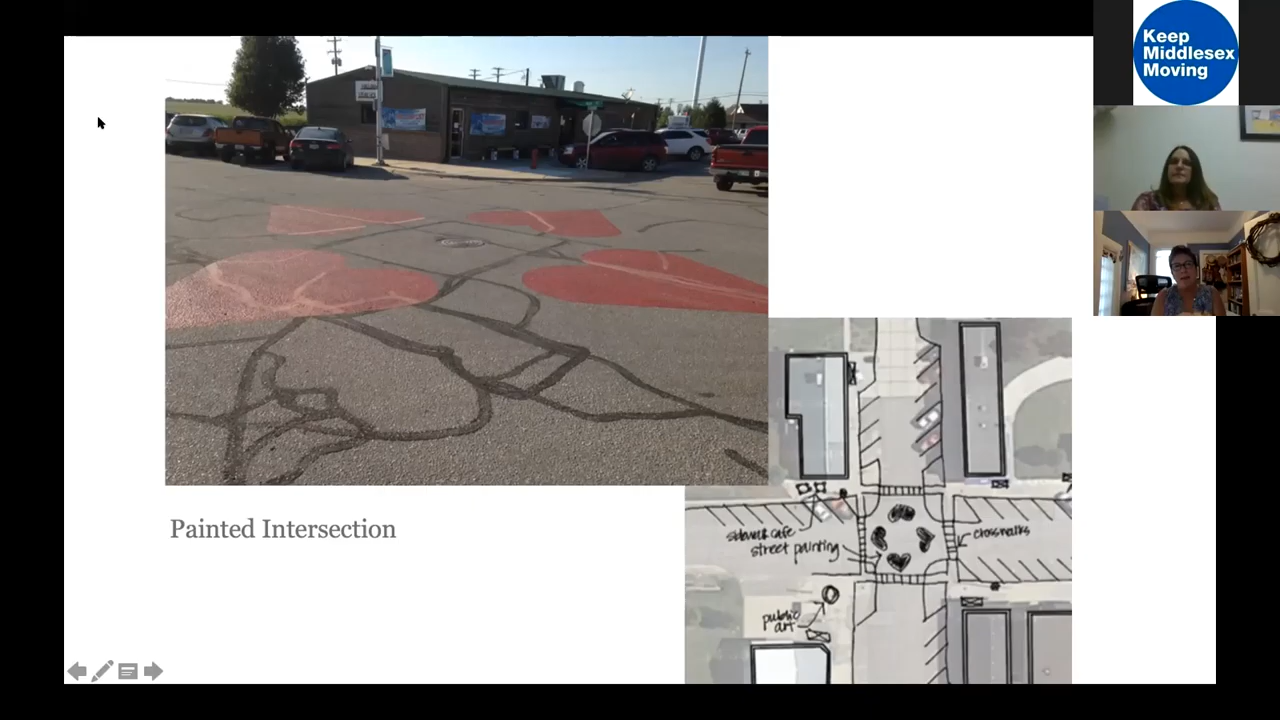 Keep
Middlesex
Moving
Painted Intersection
sidewalk cafe
street painting
crosswalks
public
art